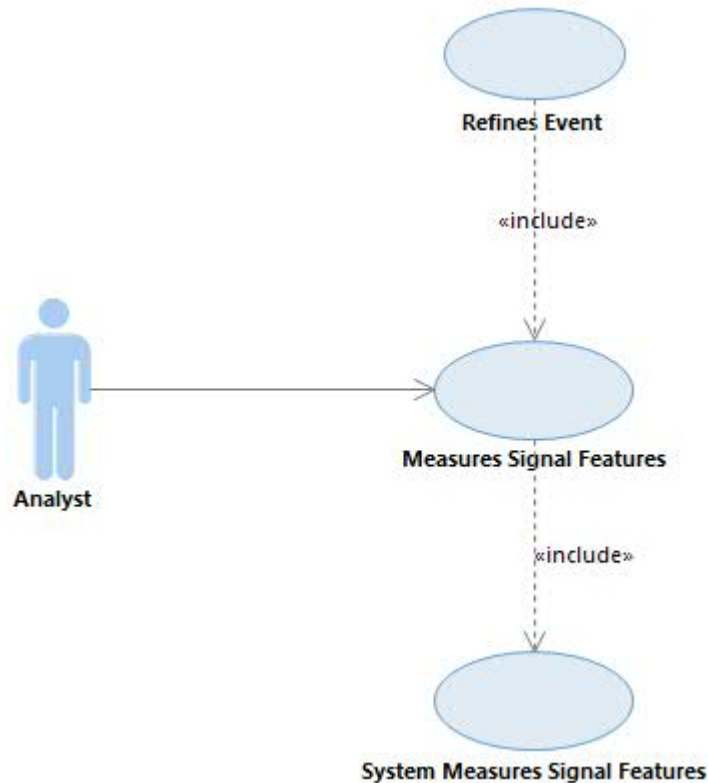 Refines Event
«include»
Measures Signal Features
Analyst
«include»
System Measures Signal Features